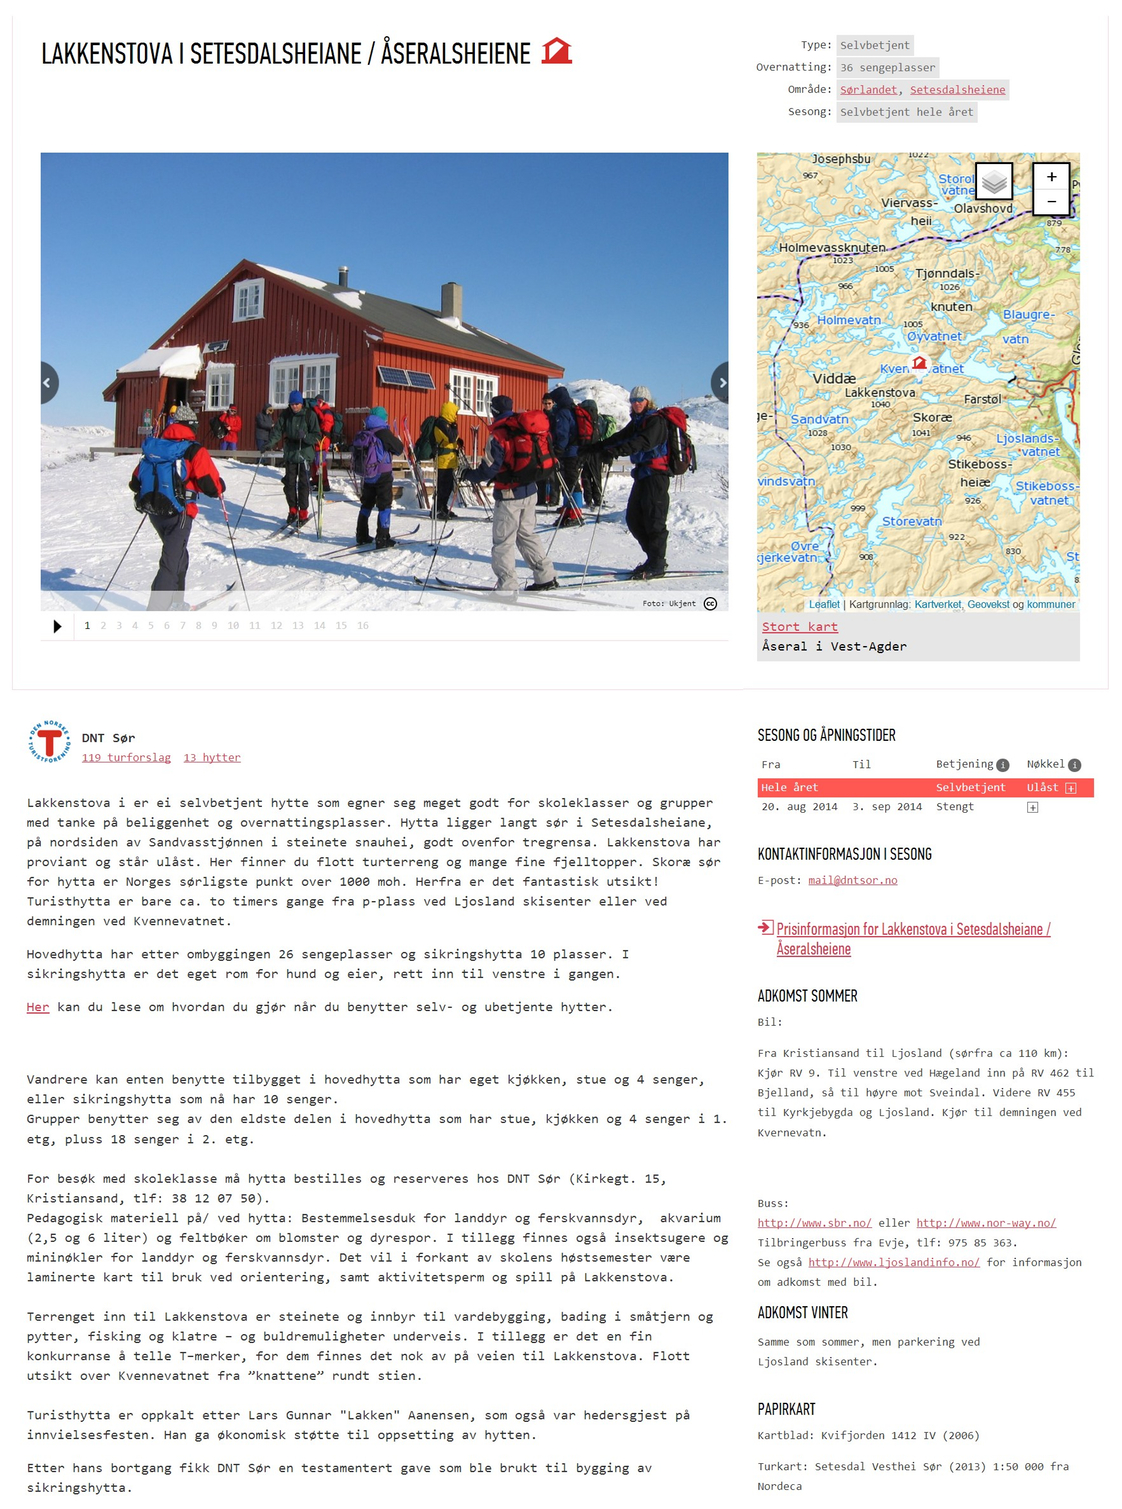 LAKKENSTOVA I SETESDALSHEIANE / ÅSERALSHEIENE
Type: Selvbetjent
Overnatting: 36 sengeplasser
Område: Sørlandet, Setesdalsheiene
Sesong: Selvbetjent hele året
Foto: Ukjent
cc
1 2 3 4 5 6 7 8 9 10 11 12 13 14 15 16
Josephsbu
1022
967
Viervass-
heii
Olavshovd
879
778
Holmevassknuten
1023
1005
966
Tjønndals-
1026
knuten
936
Holmevatn
1005
Øyvatnet
Blaugre-
vatn
Viddæ
Lakkenstova
1040
Farstøl
Sandvatn
1028
Skoræ
1041
946
1030
Ljoslands-
vatnet
Stikeboss-
heiæ
926
Stikeboss-
vatnet
vindsvatn
999
Storevatn
922
Øvre
908
830
+
−
Leaflet | Kartgrunnlag: Kartverket, Geovekst og kommuner
Stort kart
Åseral i Vest-Agder
DEN NORSKE TURISTFORENING
T
DNT Sør
119 turforslag 13 hytter
Lakkenstova i er ei selvbetjent hytte som egner seg meget godt for skoleklasser og grupper
med tanke på beliggenhet og overnattingsplasser. Hytta ligger langt sør i Setesdalsheiane,
på nordsiden av Sandvasstjønnen i steinete snauhei, godt ovenfor tregrensa. Lakkenstova har
proviant og står ulåst. Her finner du flott turterreng og mange fine fjelltopper. Skoræ sør
for hytta er Norges sørligste punkt over 1000 moh. Herfra er det fantastisk utsikt!
Turisthytta er bare ca. to timers gange fra p-plass ved Ljosland skisenter eller ved
demningen ved Kvennevatnet.
Hovedhytta har etter ombyggingen 26 sengeplasser og sikringshytta 10 plasser. I
sikringshytta er det eget rom for hund og eier, rett inn til venstre i gangen.
Her kan du lese om hvordan du gjør når du benytter selv- og ubetjente hytter.
Vandrere kan enten benytte tilbygget i hovedhytta som har eget kjøkken, stue og 4 senger,
eller sikringshytta som nå har 10 senger.
Grupper benytter seg av den eldste delen i hovedhytta som har stue, kjøkken og 4 senger i 1.
etg, pluss 18 senger i 2. etg.
For besøk med skoleklasse må hytta bestilles og reserveres hos DNT Sør (Kirkegt. 15,
Kristiansand, tlf: 38 12 07 50).
Pedagogisk materiell på/ ved hytta: Bestemmelsesduk for landdyr og ferskvannsdyr,  akvarium
(2,5 og 6 liter) og feltbøker om blomster og dyrespor. I tillegg finnes også insektsugere og
mininøkler for landdyr og ferskvannsdyr. Det vil i forkant av skolens høstsemester være
laminerte kart til bruk ved orientering, samt aktivitetsperm og spill på Lakkenstova.
Terrenget inn til Lakkenstova er steinete og innbyr til vardebygging, bading i småtjern og
pytter, fisking og klatre – og buldremuligheter underveis. I tillegg er det en fin
konkurranse å telle T-merker, for dem finnes det nok av på veien til Lakkenstova. Flott
utsikt over Kvennevatnet fra ”knattene” rundt stien.
Turisthytta er oppkalt etter Lars Gunnar "Lakken" Aanensen, som også var hedersgjest på
innvielsesfesten. Han ga økonomisk støtte til oppsetting av hytten.
Etter hans bortgang fikk DNT Sør en testamentert gave som ble brukt til bygging av
sikringshytta.
SESONG OG ÅPNINGSTIDER
Fra Til Betjening i Nøkkel i
Hele året Selvbetjent Ulåst +
20. aug 2014 3. sep 2014 Stengt +
KONTAKTINFORMASJON I SESONG
E-post: mail@dntsor.no
Prisinformasjon for Lakkenstova i Setesdalsheiane /
Åseralsheiene
ADKOMST SOMMER
Bil:
Fra Kristiansand til Ljosland (sørfra ca 110 km):
Kjør RV 9. Til venstre ved Hægeland inn på RV 462 til
Bjelland, så til høyre mot Sveindal. Videre RV 455
til Kyrkjebygda og Ljosland. Kjør til demningen ved
Kvernevatn.
Buss:
http://www.sbr.no/ eller http://www.nor-way.no/
Tilbringerbuss fra Evje, tlf: 975 85 363.
Se også http://www.ljoslandinfo.no/ for informasjon
om adkomst med bil.
ADKOMST VINTER
Samme som sommer, men parkering ved
Ljosland skisenter.
PAPIRKART
Kartblad: Kvifjorden 1412 IV (2006)
Turkart: Setesdal Vesthei Sør (2013) 1:50 000 fra
Nordeca